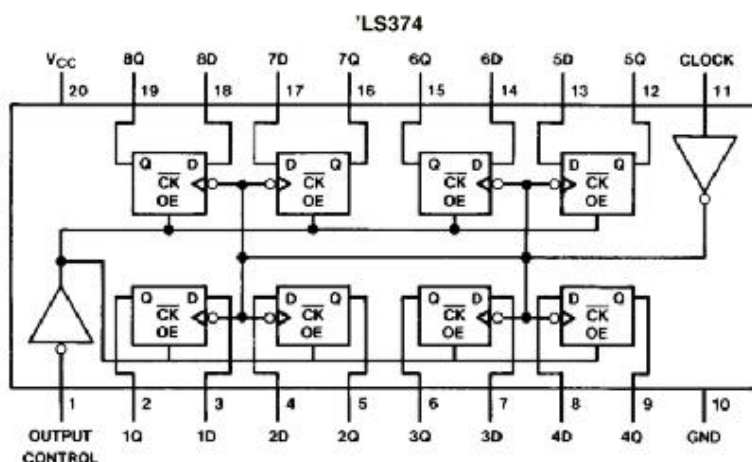 'LS374
VCC 8Q 8D 7D 7Q 6Q 6D 5D 5Q CLOCK
20 19 18 17 16 15 14 13 12 11
Q D D Q Q D D Q
CK CK CK CK
OE OE OE OE
Q D D Q Q D D Q
CK CK CK CK
OE OE OE OE
1 2 3 4 5 6 7 8 9 10
OUTPUT 1Q 1D 2D 2Q 3Q 3D 4D 4Q GND
CONTROL